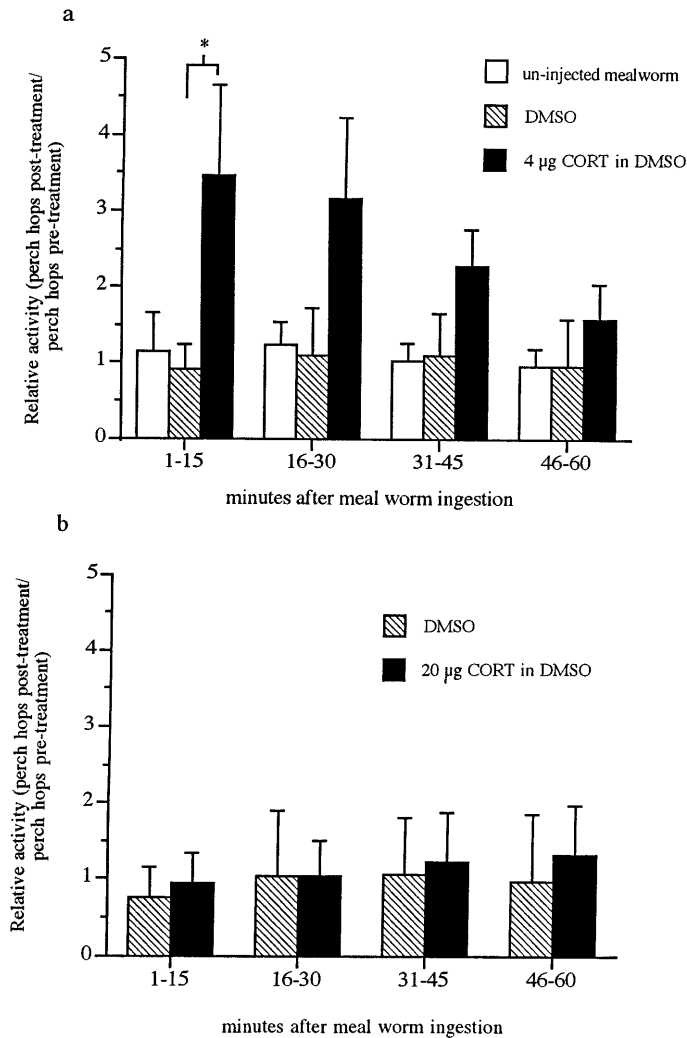 a
*
5
4
3
2
1
0
Relative activity (perch hops post-treatment/
perch hops pre-treatment)
un-injected mealworm
DMSO
4 µg CORT in DMSO
1-15 16-30 31-45 46-60
minutes after meal worm ingestion
b
5
4
3
2
1
0
Relative activity (perch hops post-treatment/
perch hops pre-treatment)
DMSO
20 µg CORT in DMSO
1-15 16-30 31-45 46-60
minutes after meal worm ingestion